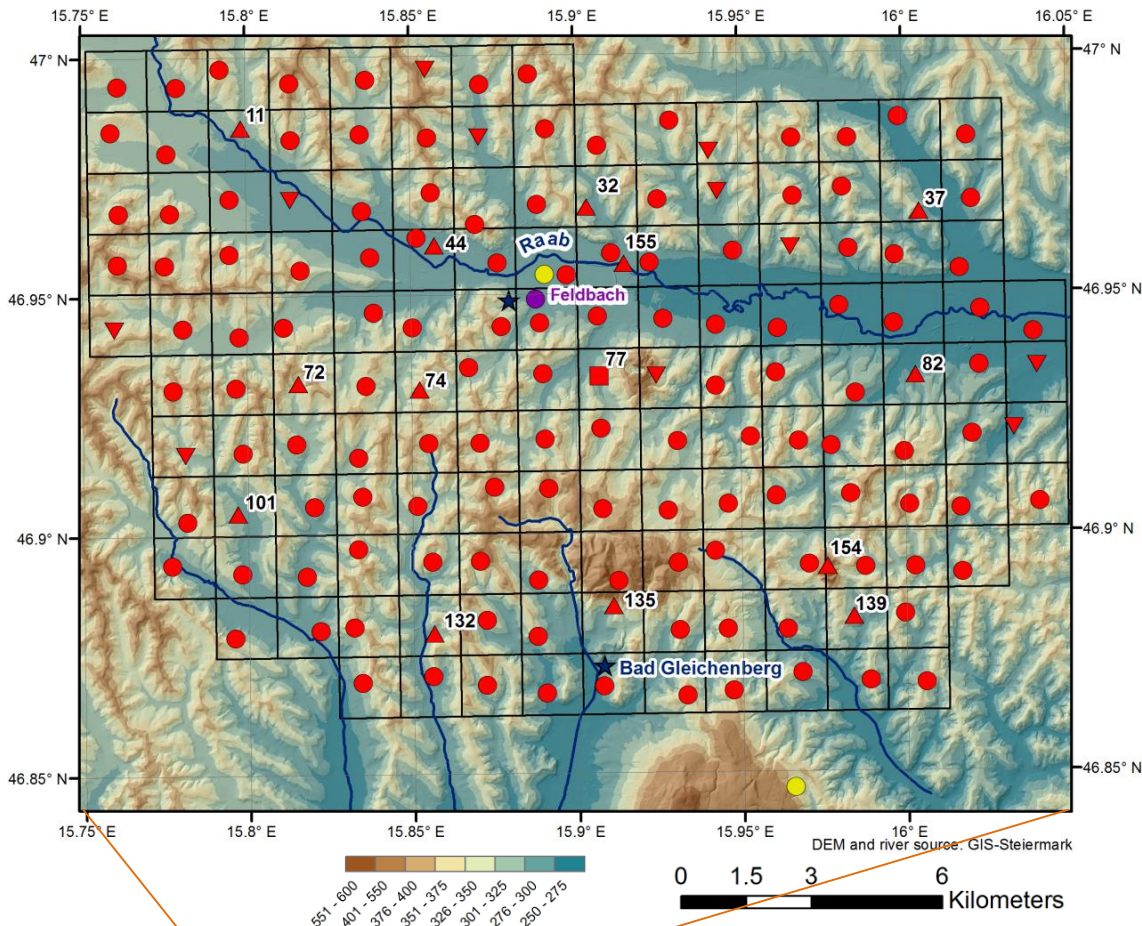 15.75° E 15.8° E 15.85° E 15.9° E 15.95° E 16° E 16.05° E
47° N 47° N
11
32
37
44
Raab
155
46.95° N 46.95° N
Feldbach
72
74
77
82
101
46.9° N 46.9° N
154
132
135
139
Bad Gleichenberg
46.85° N 46.85° N
15.75° E 15.8° E 15.85° E 15.9° E 15.95° E 16° E
DEM and river source: GIS-Steiermark
551 - 600
401 - 550
376 - 400
351 - 375
326 - 350
301 - 325
276 - 300
250 - 275
0 1.5 3 6
Kilometers